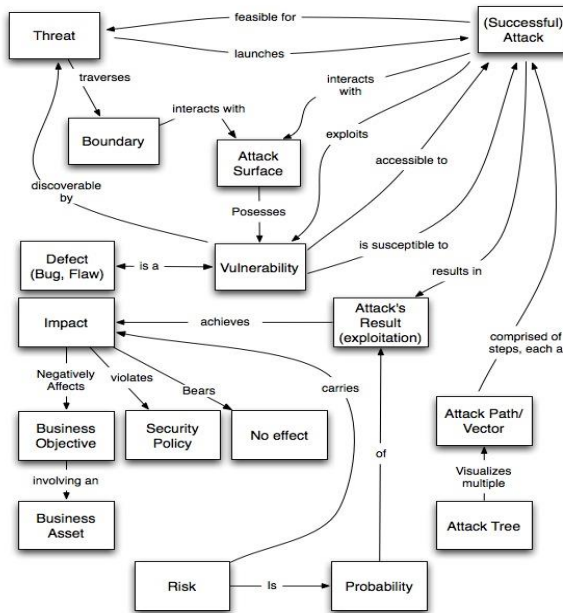 feasible for
(Successful)
Attack
Threat
launches
traverses
interacts
with
interacts with
Boundary
Attack
Surface
exploits
accessible to
discoverable
by
Posesses
Defect
(Bug, Flaw)
is a
Vulnerability
is susceptible to
results in
Impact
achieves
Attack's
Result
(exploitation)
comprised of
steps, each a
Negatively
Affects
violates
Bears
carries
Business
Objective
Security
Policy
No effect
Attack Path/
Vector
of
involving an
Visualizes
multiple
Business
Asset
Attack Tree
Risk
Is
Probability